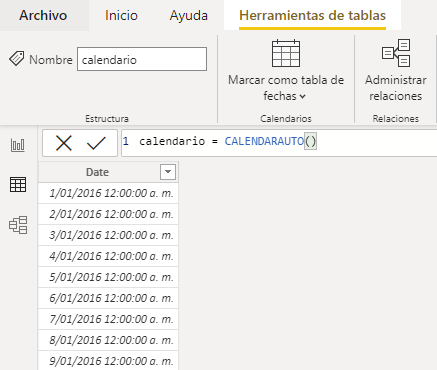 Archivo Inicio Ayuda Herramientas de tablas
Nombre calendario
Marcar como tabla de
fechas
Administrar
relaciones
Estructura Calendarios Relaciones
1 calendario = CALENDARAUTO()
Date
1/01/2016 12:00:00 a. m.
2/01/2016 12:00:00 a. m.
3/01/2016 12:00:00 a. m.
4/01/2016 12:00:00 a. m.
5/01/2016 12:00:00 a. m.
6/01/2016 12:00:00 a. m.
7/01/2016 12:00:00 a. m.
8/01/2016 12:00:00 a. m.
9/01/2016 12:00:00 a. m.